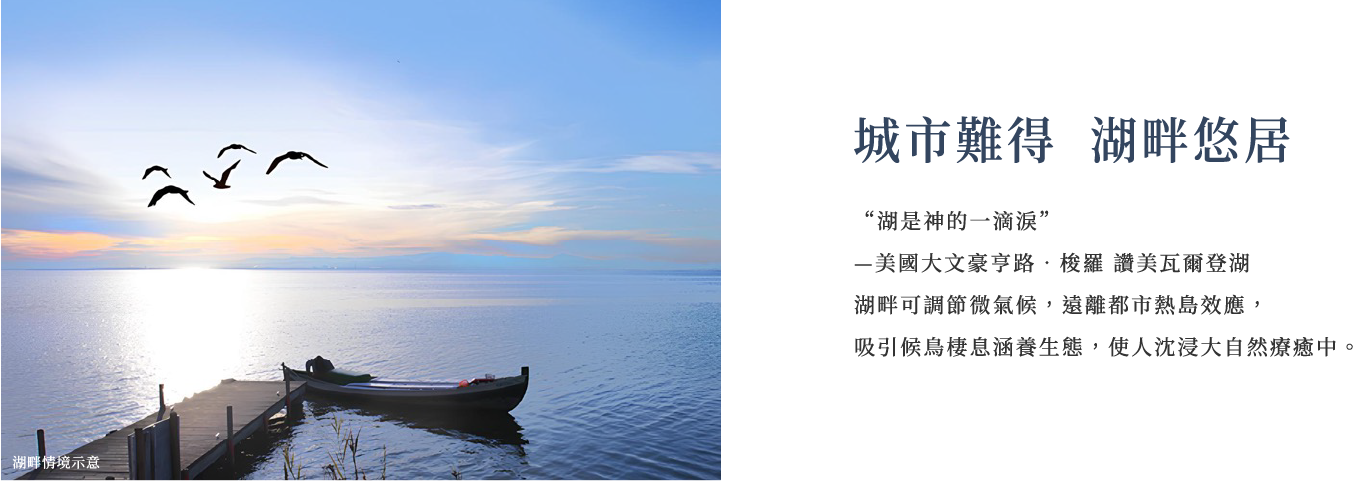 城市難得 湖畔悠居
“湖是神的一滴淚”
—美國大文豪亨路‧梭羅 讚美瓦爾登湖
湖畔可調節微氣候，遠離都市熱島效應，
吸引候鳥棲息涵養生態，使人沈浸大自然療癒中。
湖畔情境示意